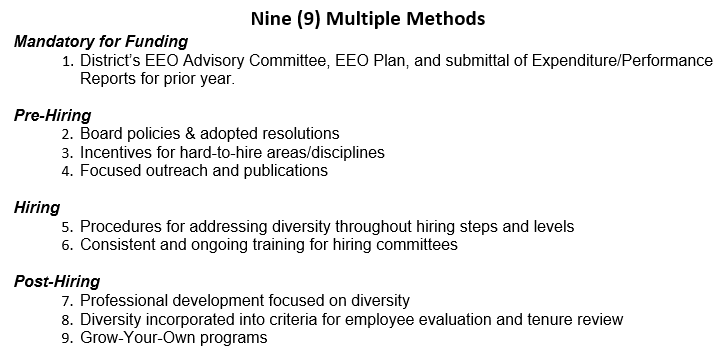 Nine (9) Multiple Methods
Mandatory for Funding
1. District's EEO Advisory Committee, EEO Plan, and submittal of Expenditure/Performance
Reports for prior year.
Pre-Hiring
2. Board policies & adopted resolutions
3. Incentives for hard-to-hire areas/disciplines
4. Focused outreach and publications
Hiring
5. Procedures for addressing diversity throughout hiring steps and levels
6. Consistent and ongoing training for hiring committees
Post-Hiring
7. Professional development focused on diversity
8. Diversity incorporated into criteria for employee evaluation and tenure review
9. Grow-Your-Own programs